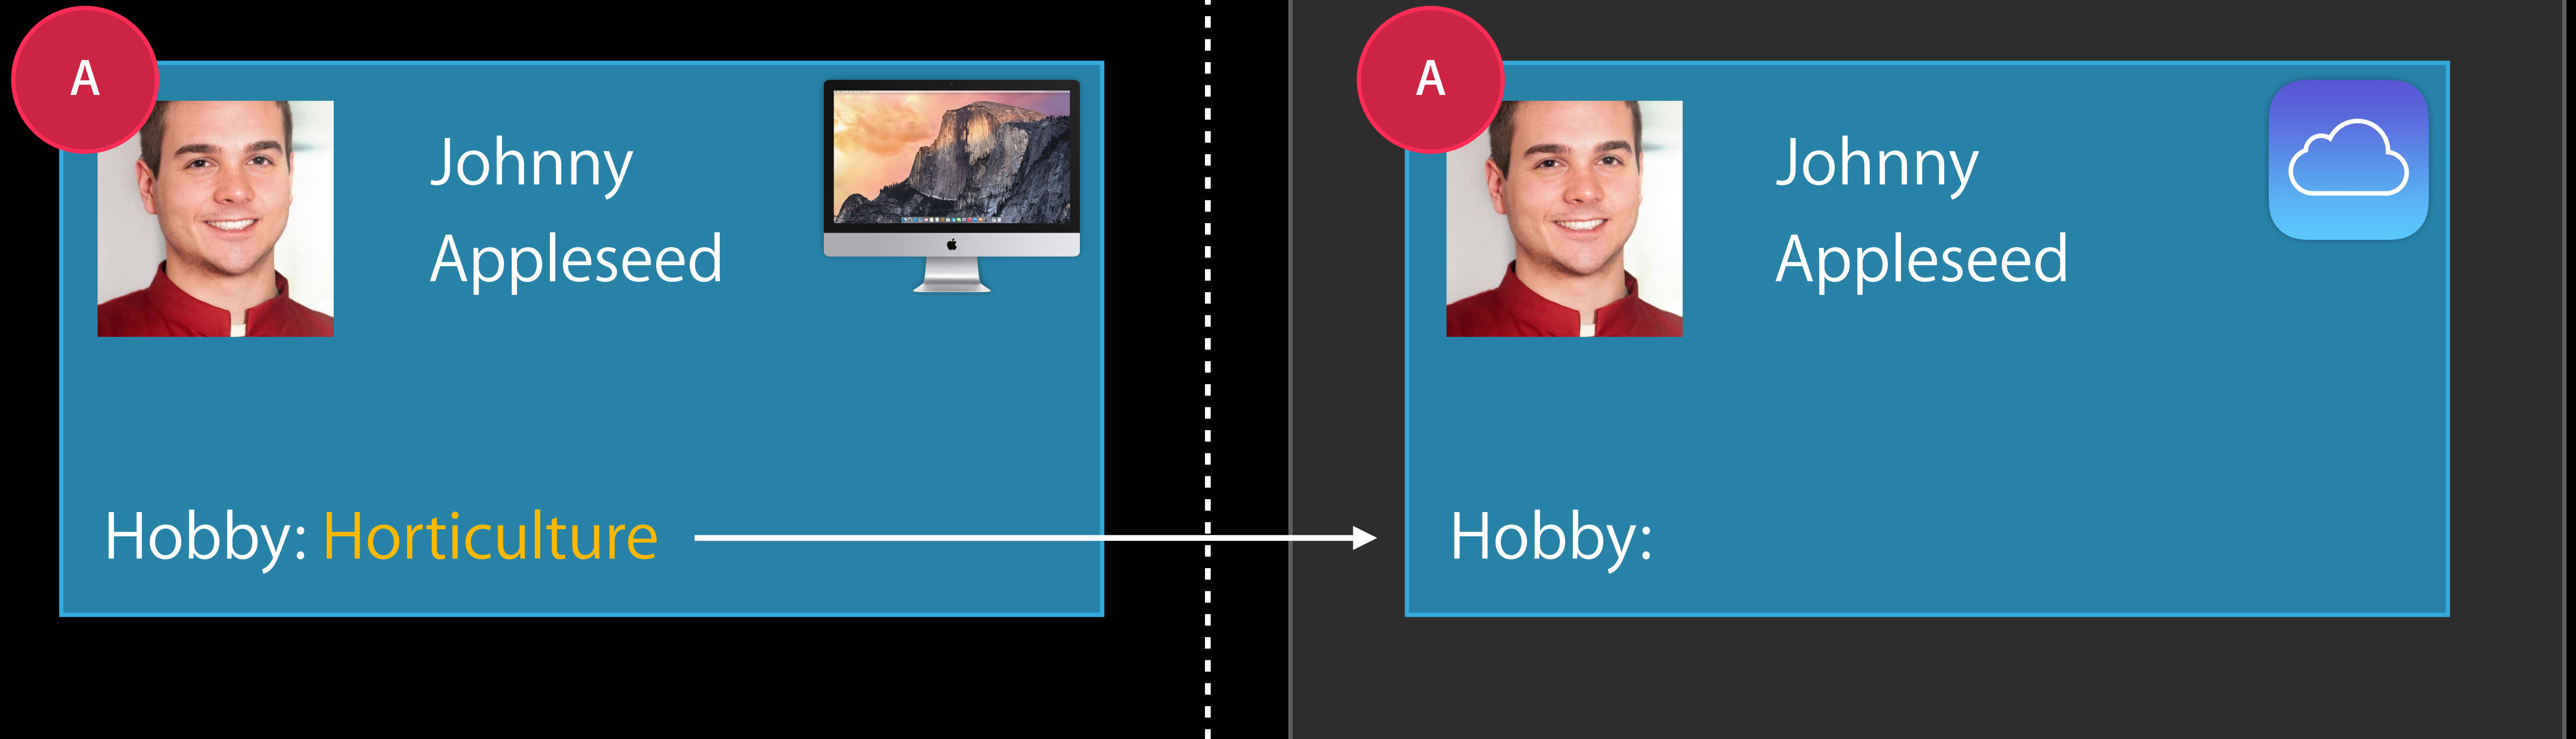 A
Johnny
Appleseed
Hobby: Horticulture
A
Johnny
Appleseed
Hobby: